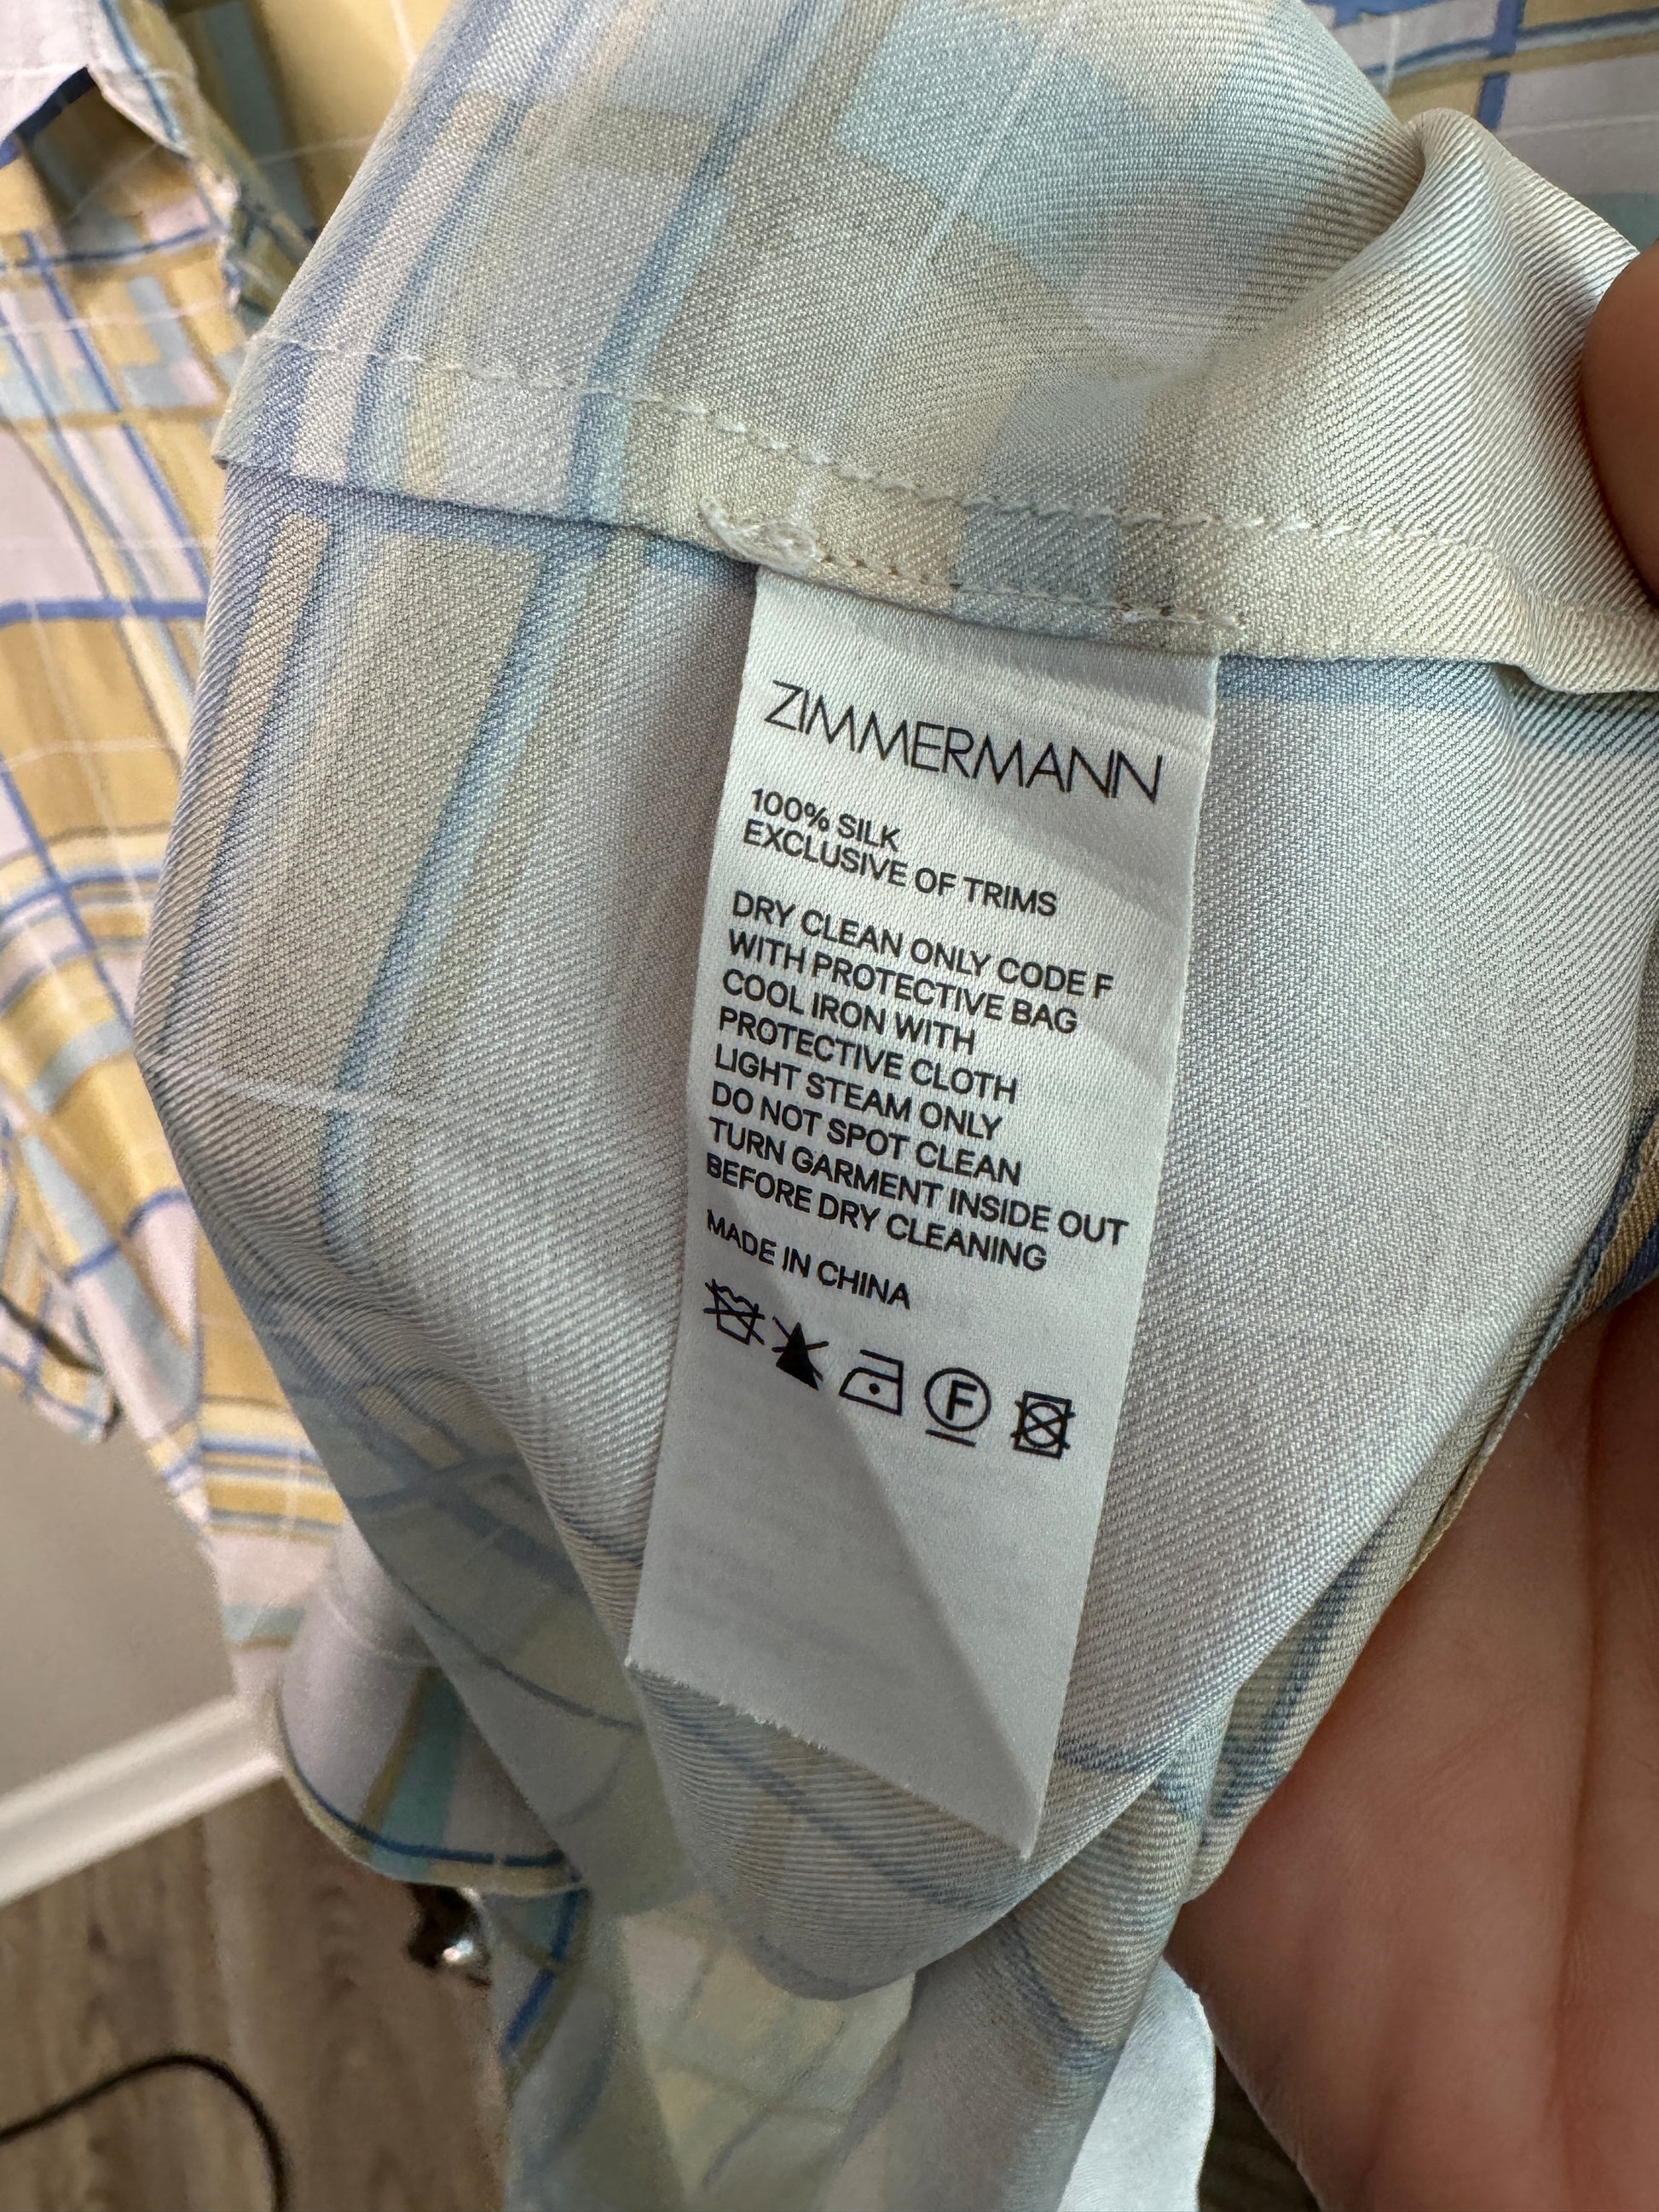 ZIMMERMANN
100% SILK
EXCLUSIVE OF TRIMS
DRY CLEAN ONLY CODE F
WITH PROTECTIVE BAG
COOL IRON WITH
PROTECTIVE CLOTH
LIGHT STEAM ONLY
DO NOT SPOT CLEAN
TURN GARMENT INSIDE OUT
BEFORE DRY CLEANING
MADE IN CHINA
F